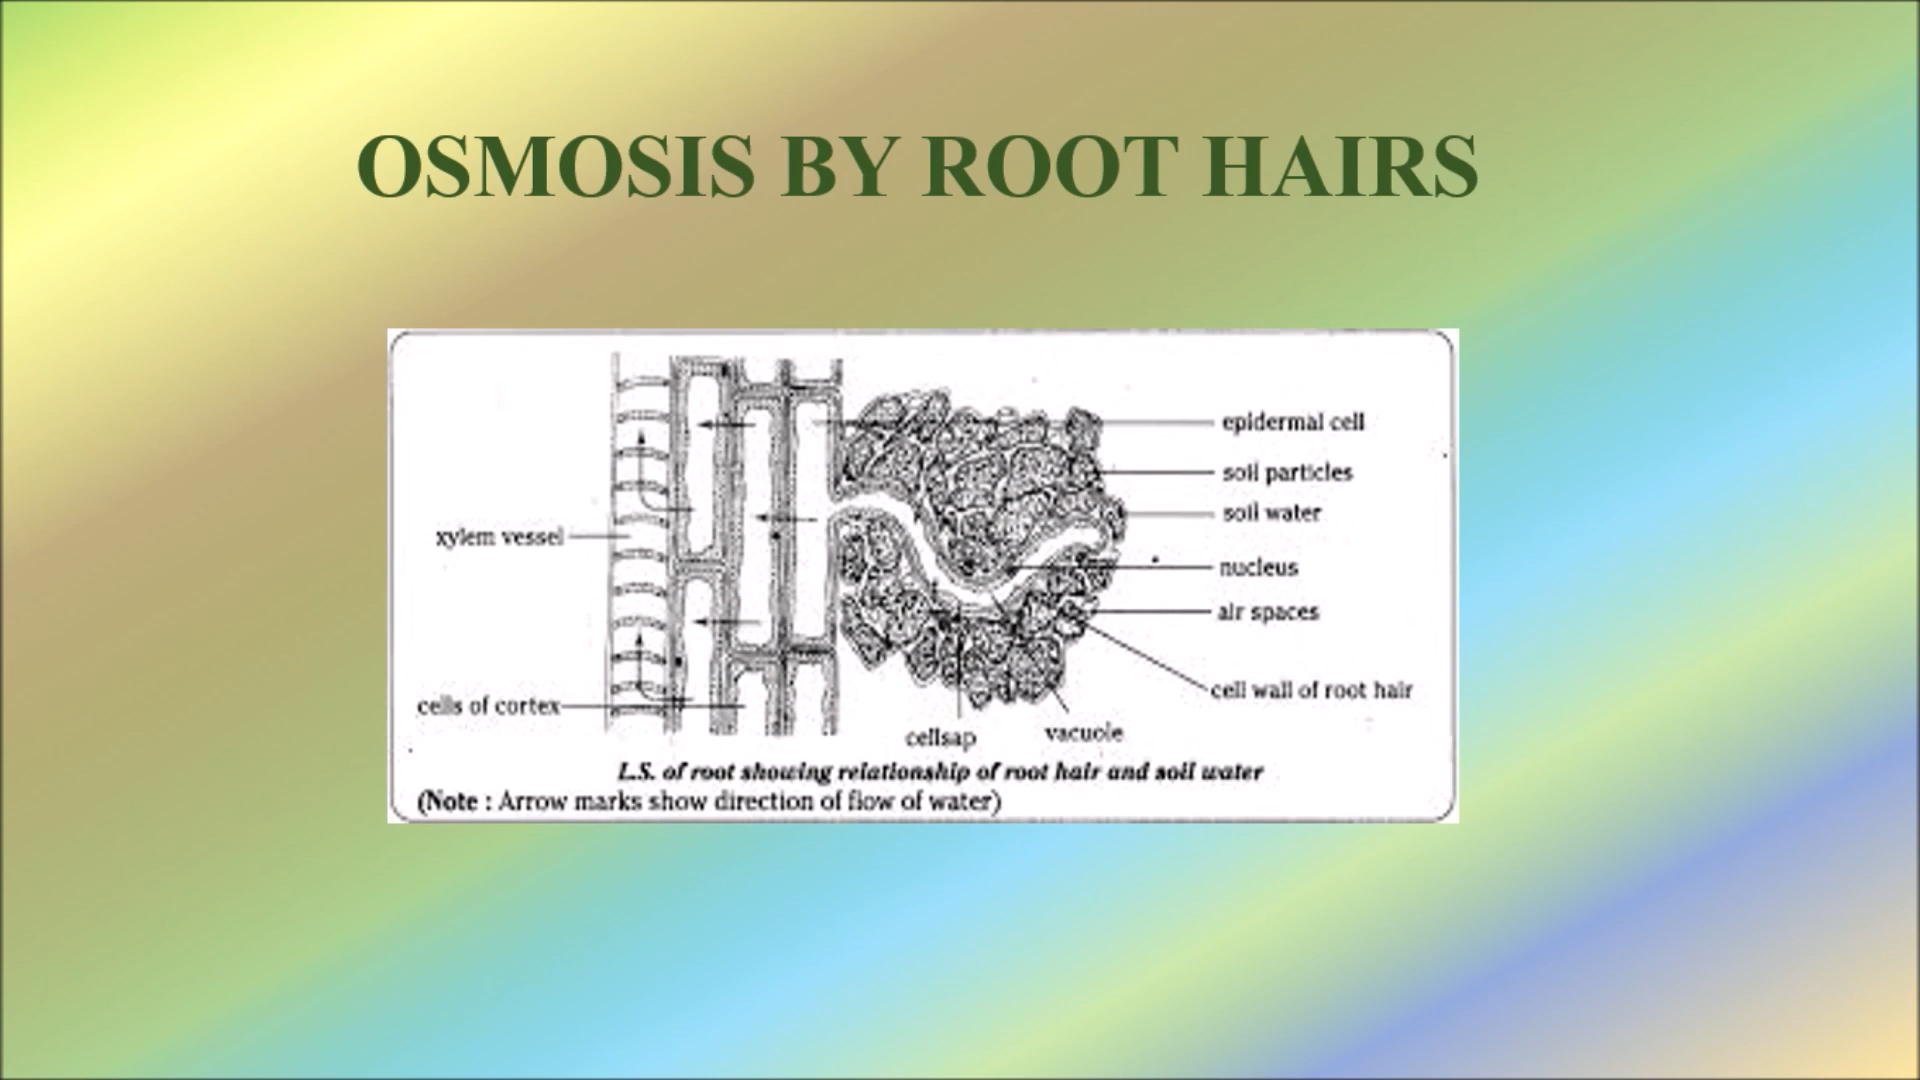 OSMOSIS BY ROOT HAIRS
epidermal cell
soil particles
soil water
xylem vessel
nucleus
air spaces
cell wall of root hair
cells of cortex
cellsap
vacuole
L.S. of root showing relationship of root hair and soil water
(Note : Arrow marks show direction of flow of water)